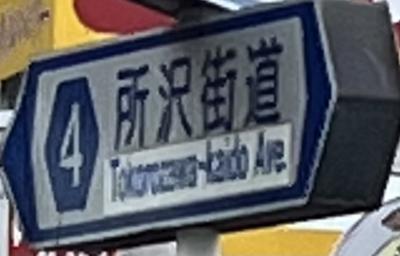 4
所沢街道
Tokorozawa-kaido Ave.